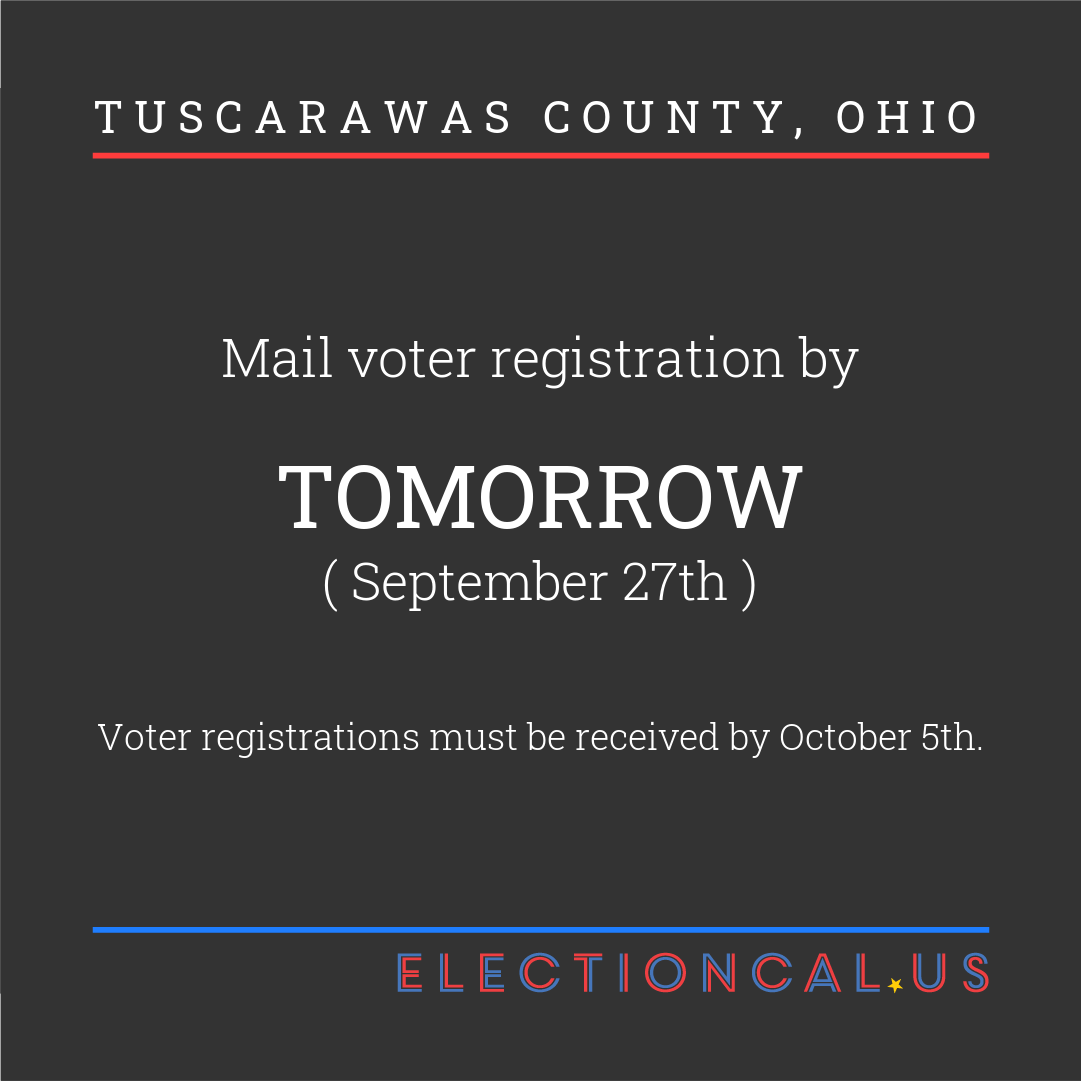 TUSCARAWAS COUNTY, OHIO
Mail voter registration by
TOMORROW
( September 27th )
Voter registrations must be received by October 5th.
ELECTIONCAL.US